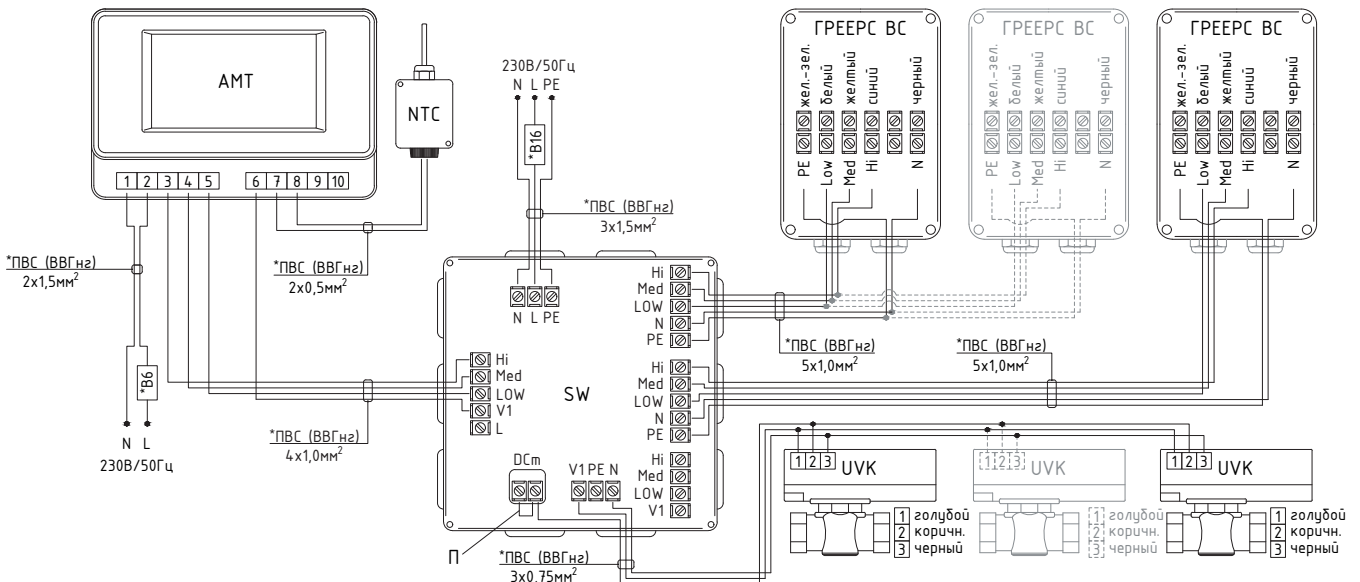 АМТ
1 2 3 4 5 6 7 8 9 10
NTC
230В/50Гц
N L PE
*В16
*ПВС (ВВГнг)
3х1,5мм²
*ПВС (ВВГнг)
2х1,5мм²
*ПВС (ВВГнг)
2х0,5мм²
*В6
N L
230В/50Гц
*ПВС (ВВГнг)
4х1,0мм²
ГРЕЕРС ВС
жел.-зел. белый желтый синий черный
PE Low Med Hi N
ГРЕЕРС ВС
жел.-зел. белый желтый синий черный
PE Low Med Hi N
ГРЕЕРС ВС
жел.-зел. белый желтый синий черный
PE Low Med Hi N
SW
N L PE
Hi
Med
LOW
V1
L
Hi
Med
LOW
N
PE
Hi
Med
LOW
N
PE
Hi
Med
LOW
V1
DCm
V1 PE N
П
*ПВС (ВВГнг)
3х0,75мм²
*ПВС (ВВГнг)
5х1,0мм²
*ПВС (ВВГнг)
5х1,0мм²
1 2 3
UVK
1 голубой
2 коричн.
3 черный
1 2 3
UVK
1 голубой
2 коричн.
3 черный
1 2 3
UVK
1 голубой
2 коричн.
3 черный